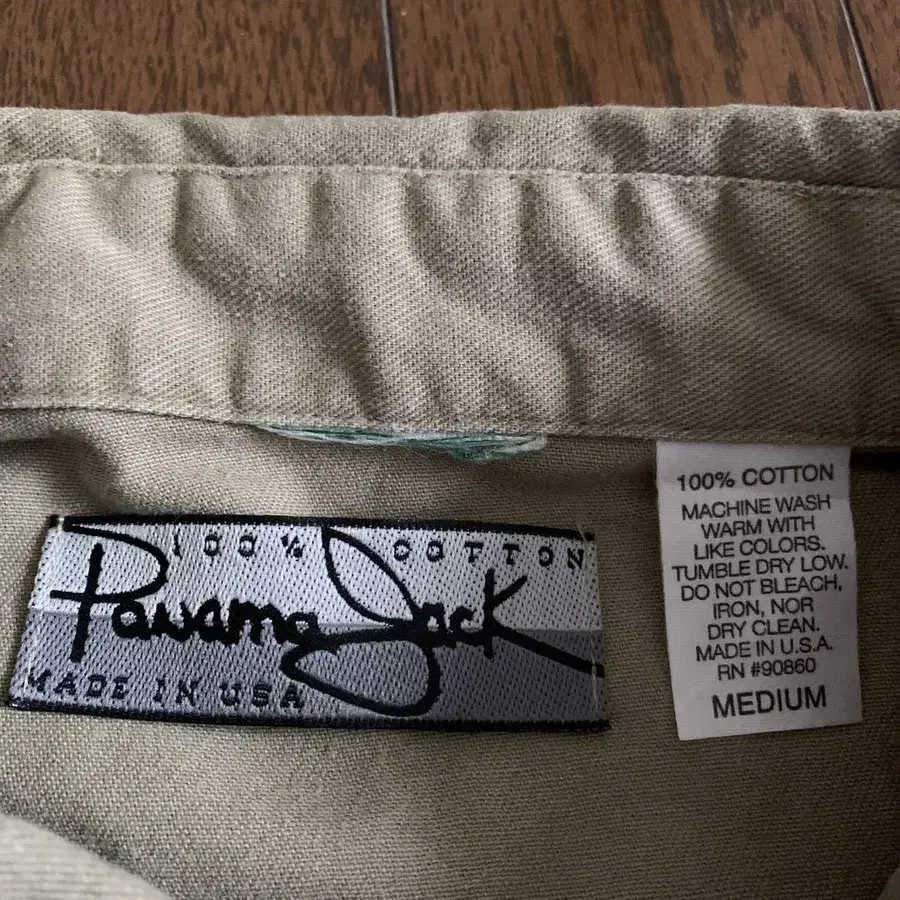 100% COTTON
Panama Jack
MADE IN USA
100% COTTON
MACHINE WASH
WARM WITH
LIKE COLORS.
TUMBLE DRY LOW.
DO NOT BLEACH,
IRON, NOR
DRY CLEAN.
MADE IN U.S.A.
RN #90860
MEDIUM